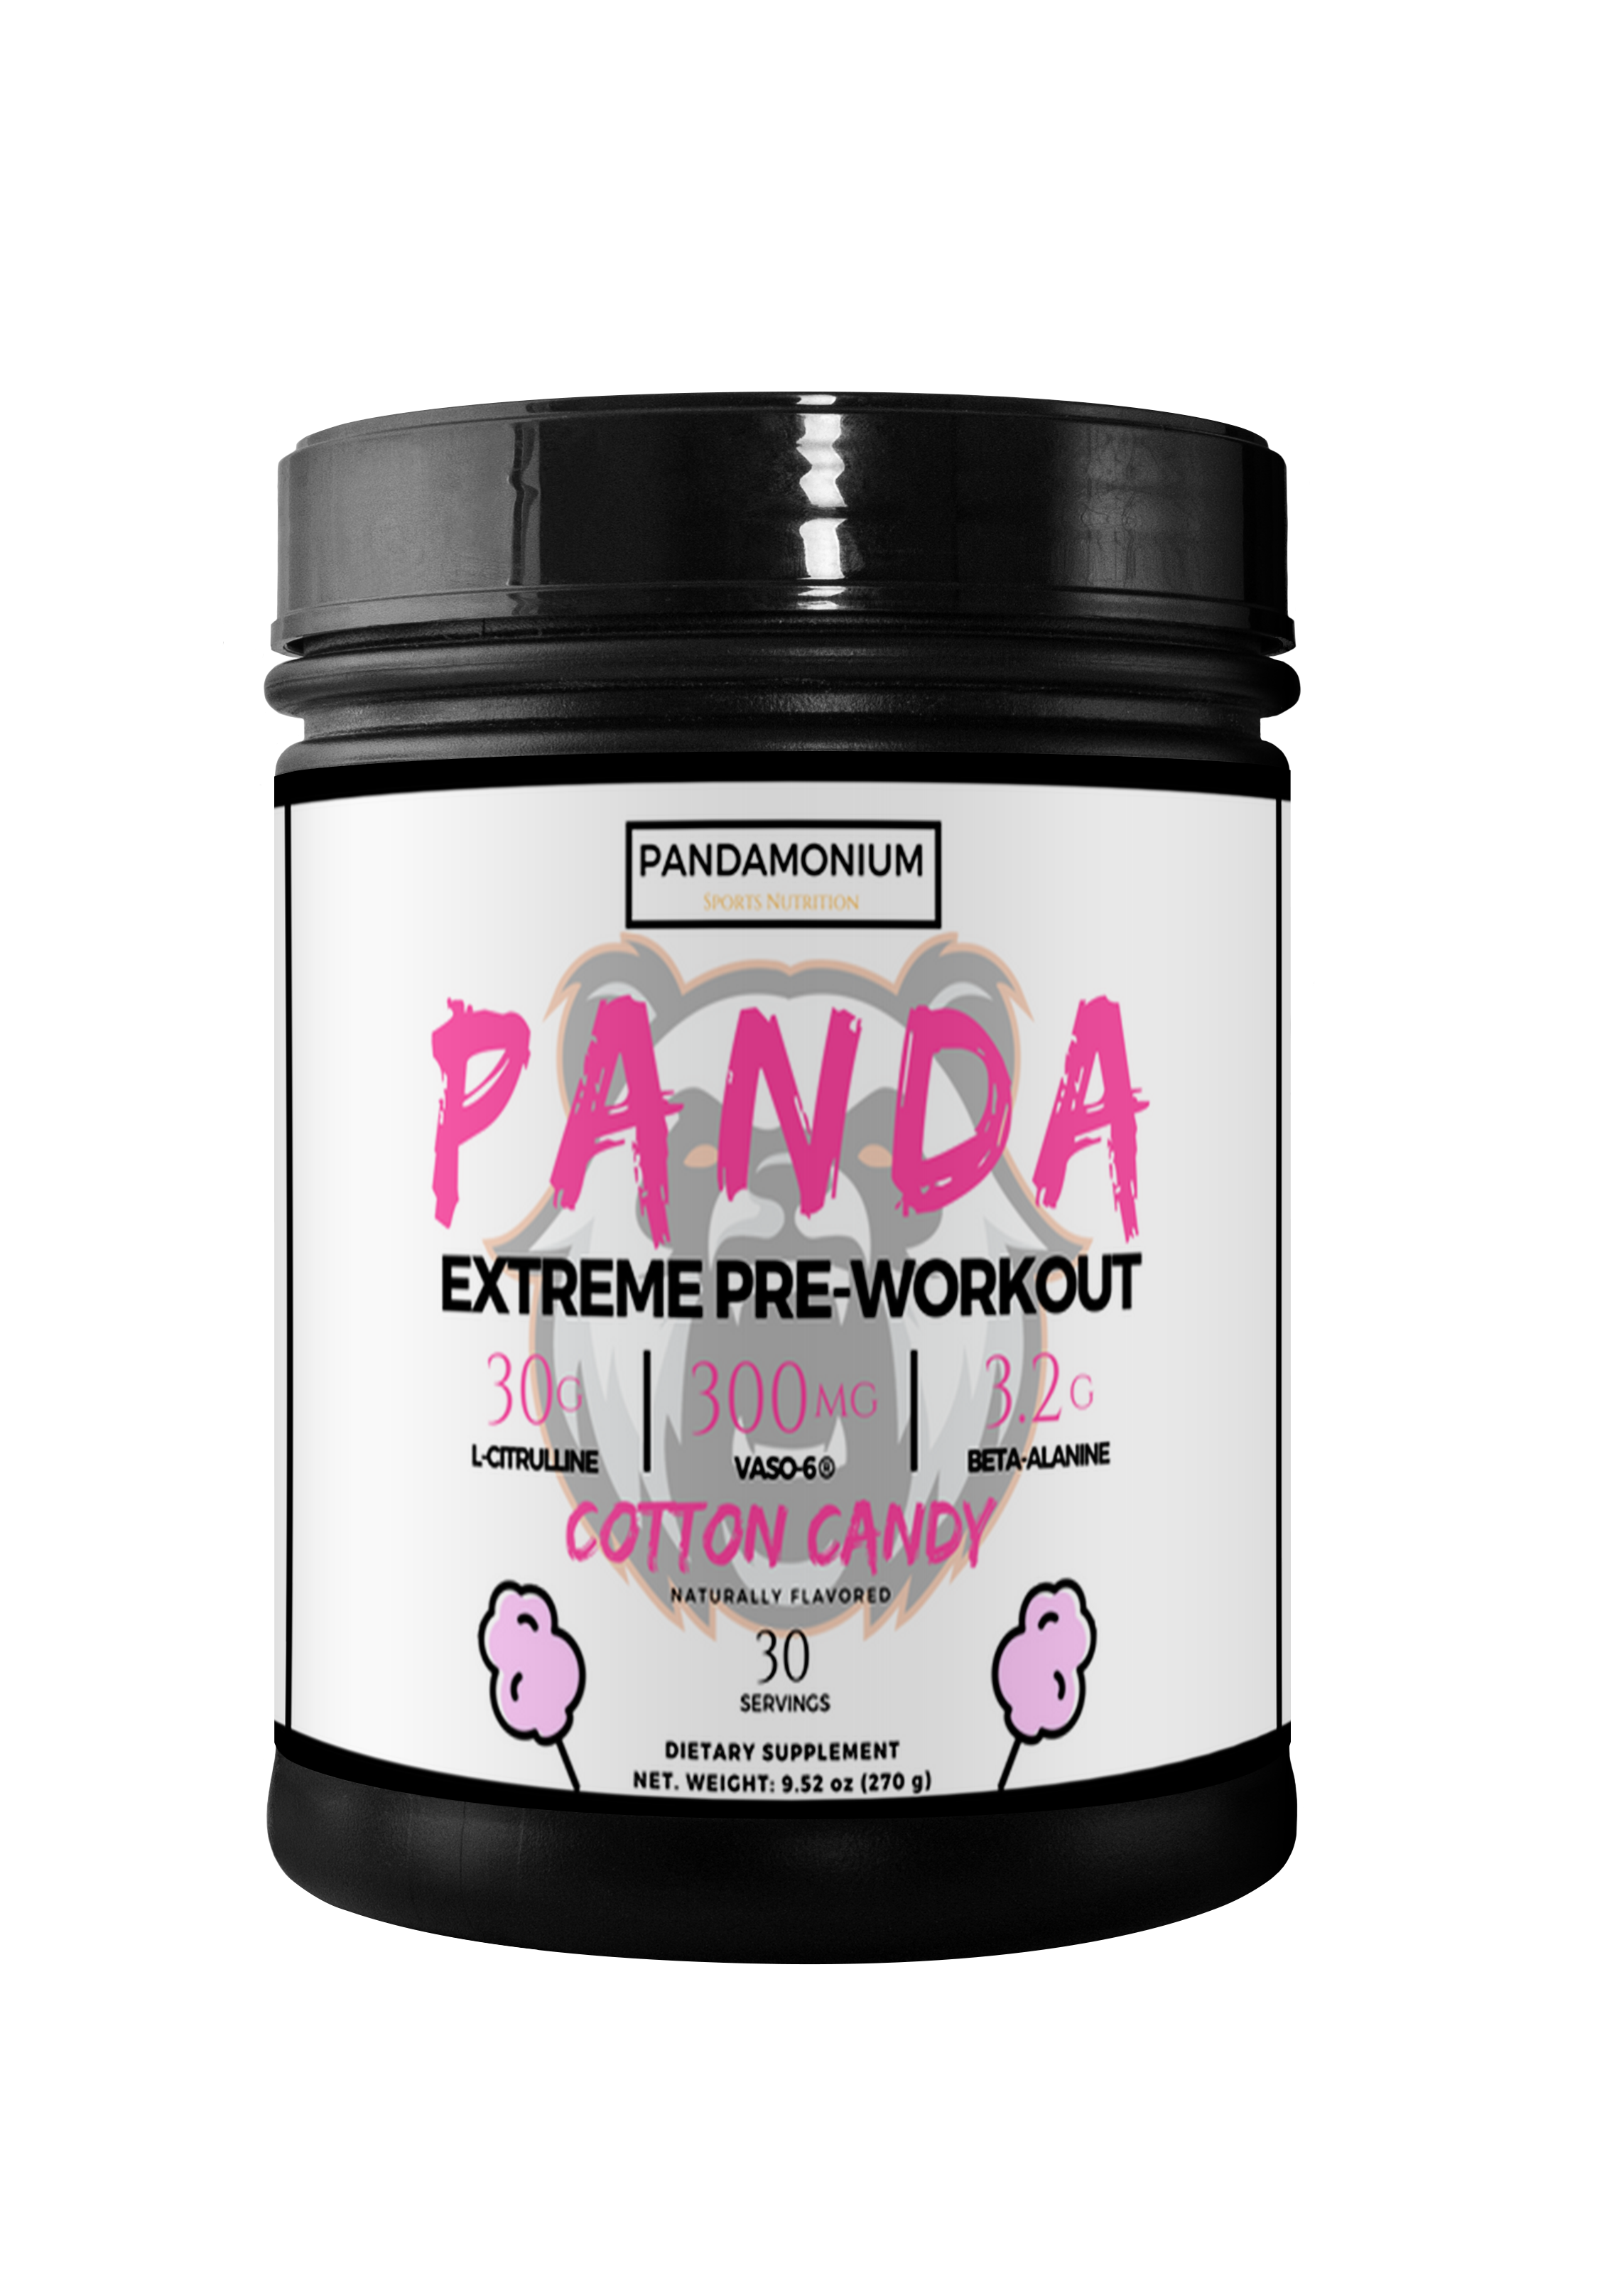 PANDAMONIUM
SPORTS NUTRITION
PANDA
EXTREME PRE-WORKOUT
30G | 300MG | 3.2G
L-CITRULLINE VASO-6® BETA-ALANINE
COTTON CANDY
NATURALLY FLAVORED
30
SERVINGS
DIETARY SUPPLEMENT
NET. WEIGHT: 9.52 oz (270 g)